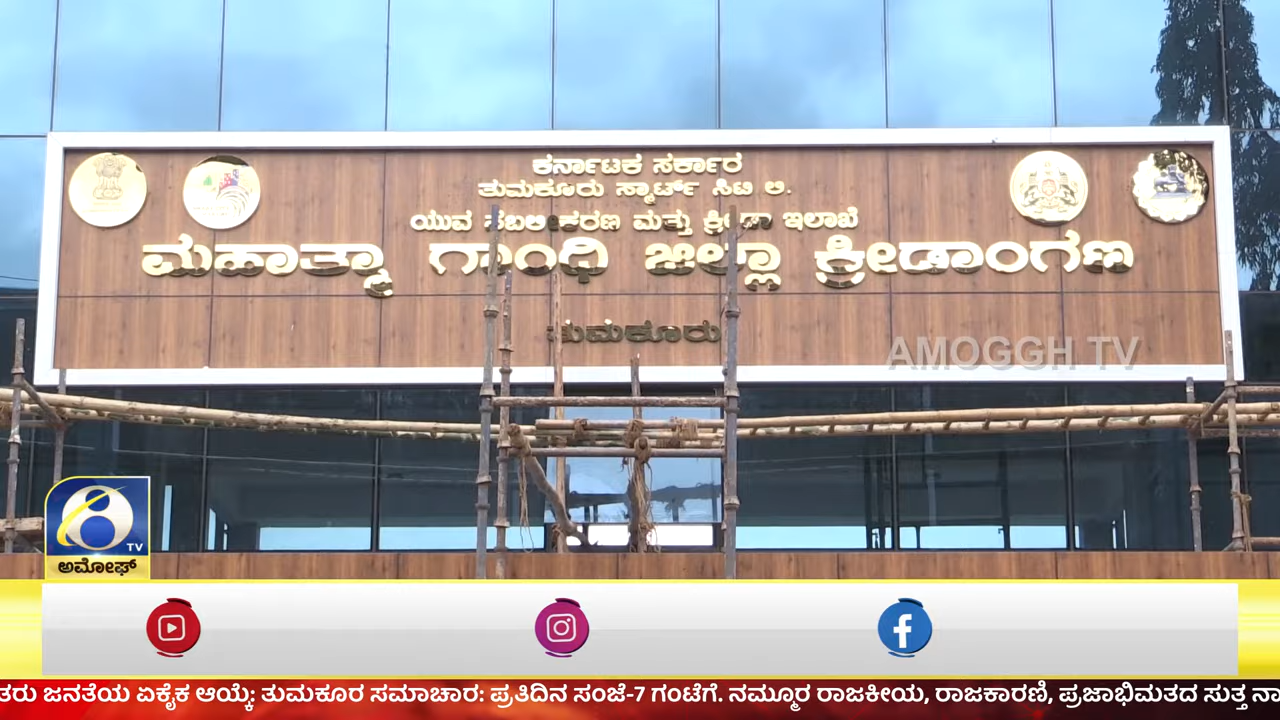 ಕರ್ನಾಟಕ ಸರ್ಕಾರ
ತುಮಕೂರು ಸ್ಮಾರ್ಟ್ ಸಿಟಿ ಲಿ.
ಯುವ ಸಬಲೀಕರಣ ಮತ್ತು ಕ್ರೀಡಾ ಇಲಾಖೆ
ಮಹಾತ್ಮಾ ಗಾಂಧಿ ಜಿಲ್ಲಾ ಕ್ರೀಡಾಂಗಣ
ತುಮಕೂರು
AMOGGH TV
8
TV
ಅಮೋಘ್
ತರು ಜನತೆಯ ಏಕೈಕ ಆಯ್ಕೆ: ತುಮಕೂರ ಸಮಾಚಾರ: ಪ್ರತಿದಿನ ಸಂಜೆ-7 ಗಂಟೆಗೆ. ನಮ್ಮೂರ ರಾಜಕೀಯ, ರಾಜಕಾರಣಿ, ಪ್ರಜಾಭಿಮತದ ಸುತ್ತ ನಾ